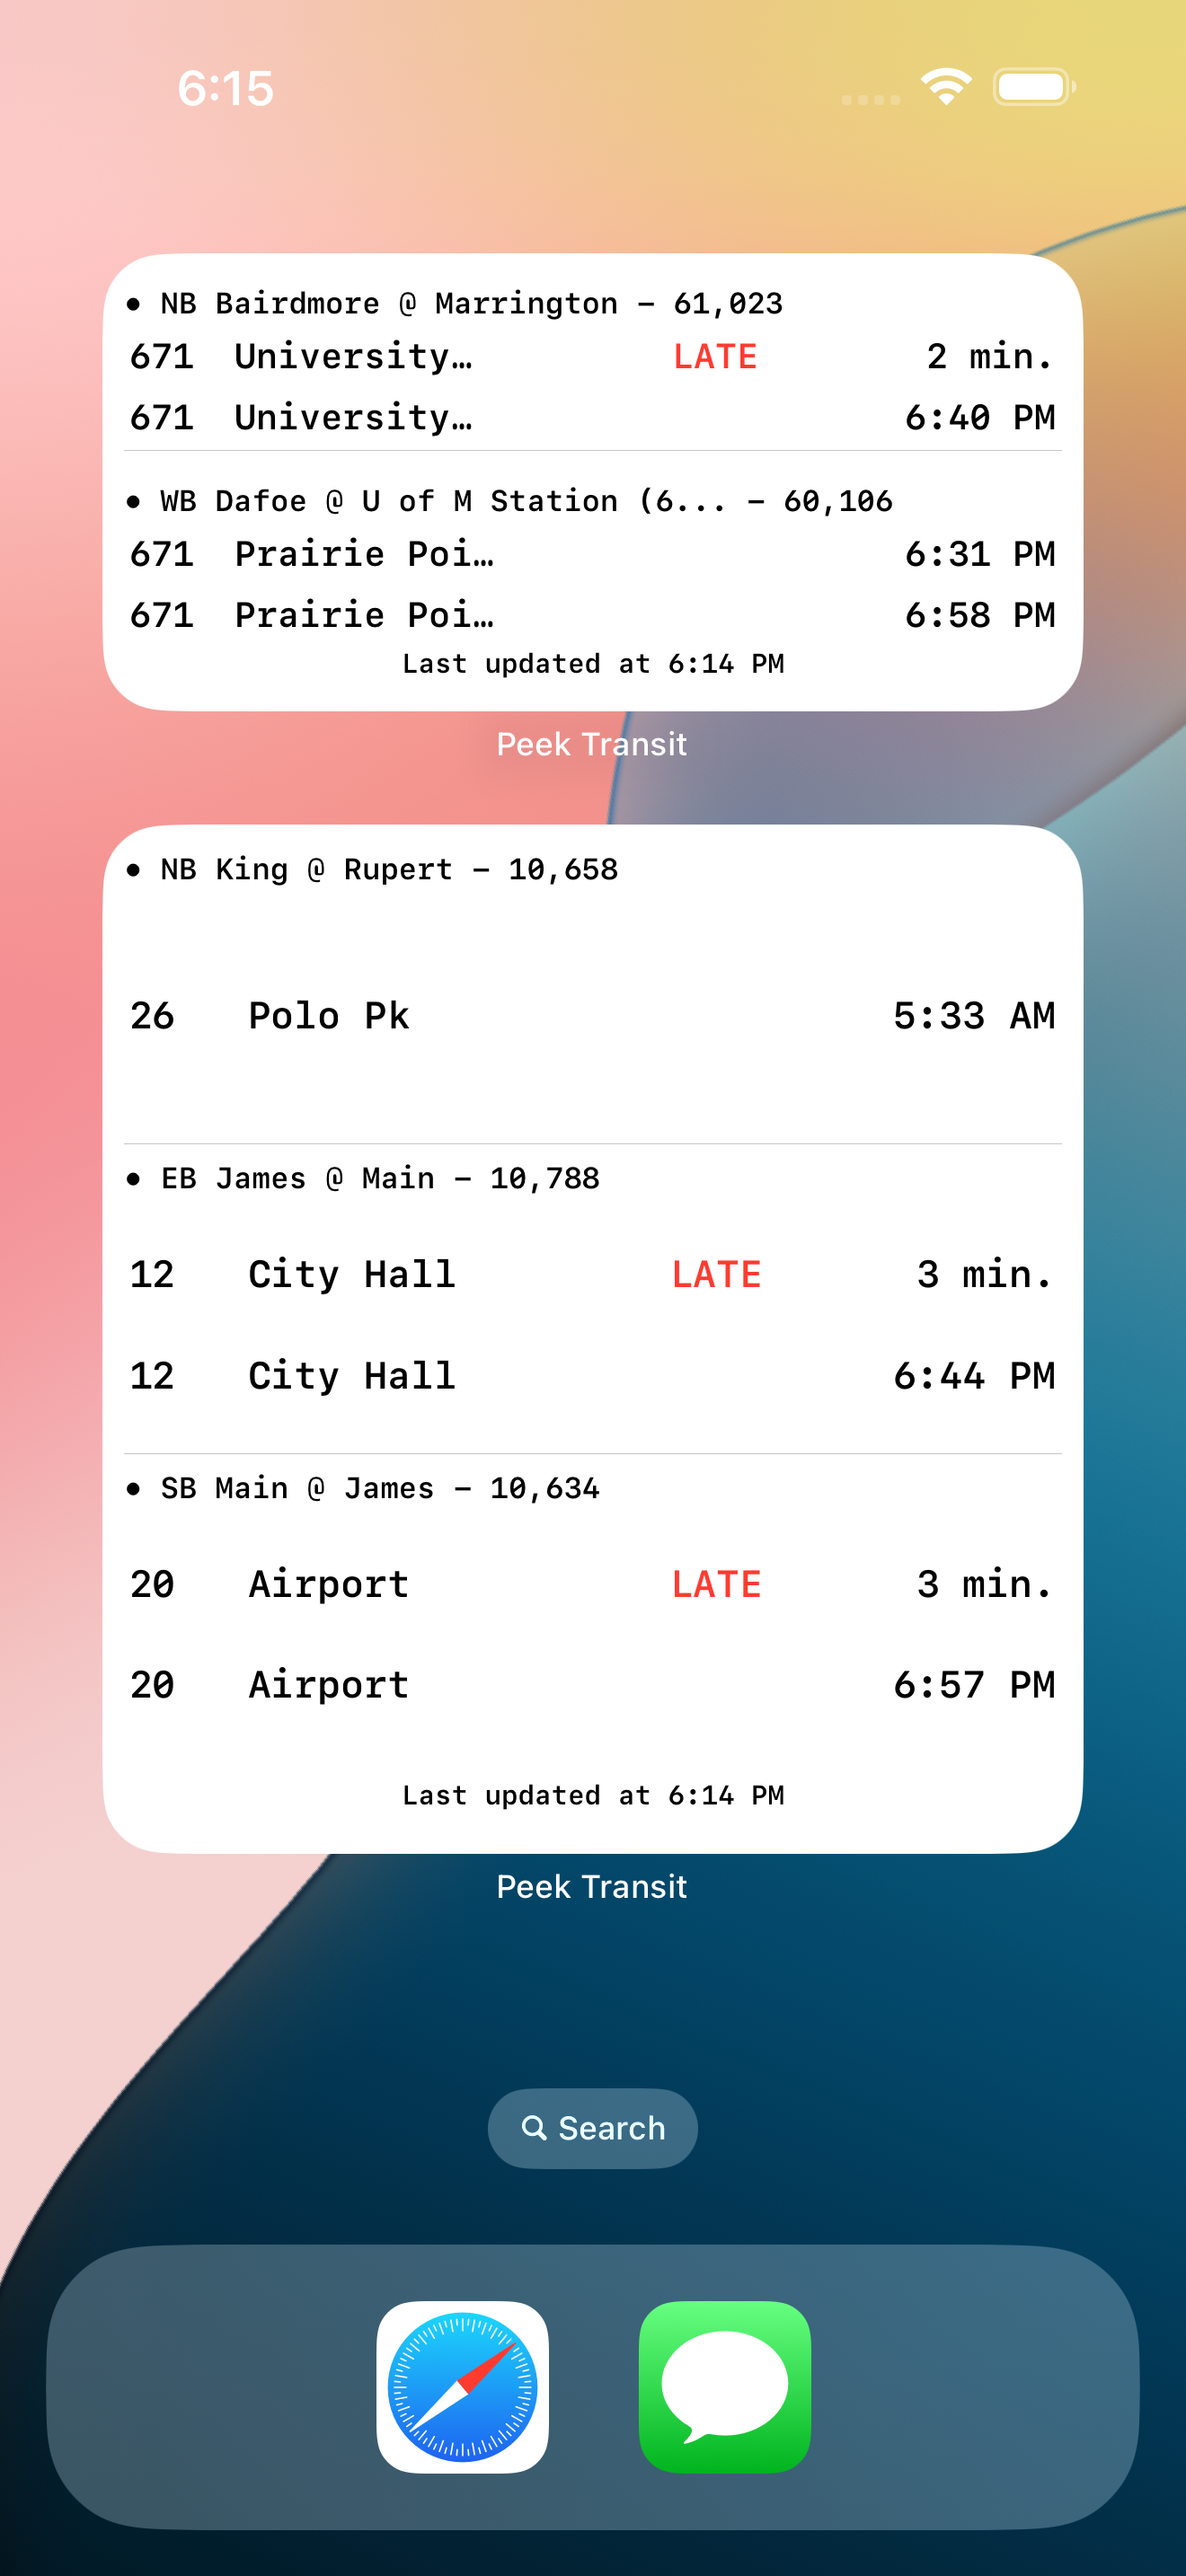 6:15
• NB Bairdmore @ Marrington – 61,023
671 University… LATE 2 min.
671 University… 6:40 PM
• WB Dafoe @ U of M Station (6... – 60,106
671 Prairie Poi… 6:31 PM
671 Prairie Poi… 6:58 PM
Last updated at 6:14 PM
Peek Transit
• NB King @ Rupert – 10,658
26 Polo Pk 5:33 AM
• EB James @ Main – 10,788
12 City Hall LATE 3 min.
12 City Hall 6:44 PM
• SB Main @ James – 10,634
20 Airport LATE 3 min.
20 Airport 6:57 PM
Last updated at 6:14 PM
Peek Transit
Search